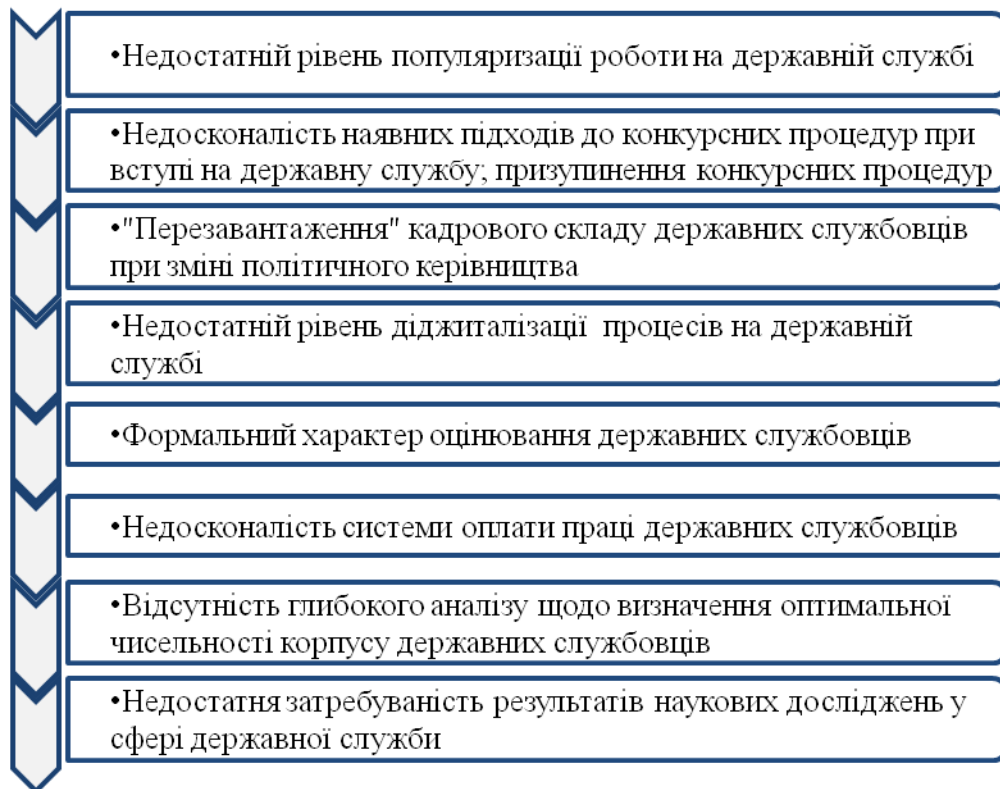 •Недостатній рівень популяризації роботи на державній службі
•Недосконалість наявних підходів до конкурсних процедур при
вступі на державну службу; призупинення конкурсних процедур
•"Перезавантаження" кадрового складу державних службовців
при зміні політичного керівництва
•Недостатній рівень діджиталізації процесів на державній
службі
•Формальний характер оцінювання державних службовців
•Недосконалість системи оплати праці державних службовців
•Відсутність глибокого аналізу щодо визначення оптимальної
чисельності корпусу державних службовців
•Недостатня затребуваність результатів наукових досліджень у
сфері державної служби